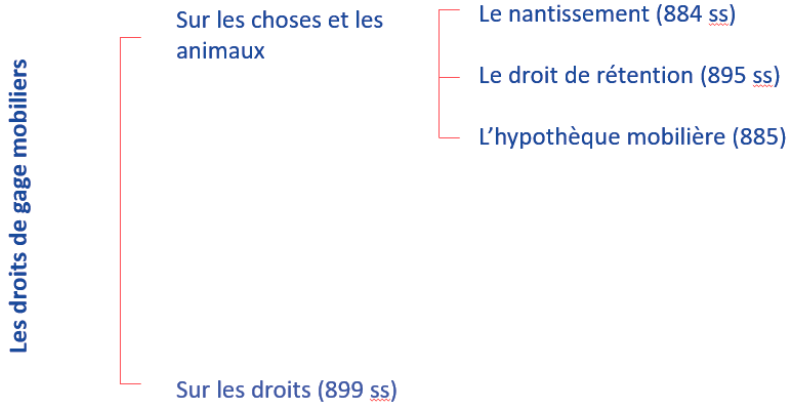 Les droits de gage mobiliers
Sur les choses et les
animaux
Le nantissement (884 ss)
Le droit de rétention (895 ss)
L’hypothèque mobilière (885)
Sur les droits (899 ss)